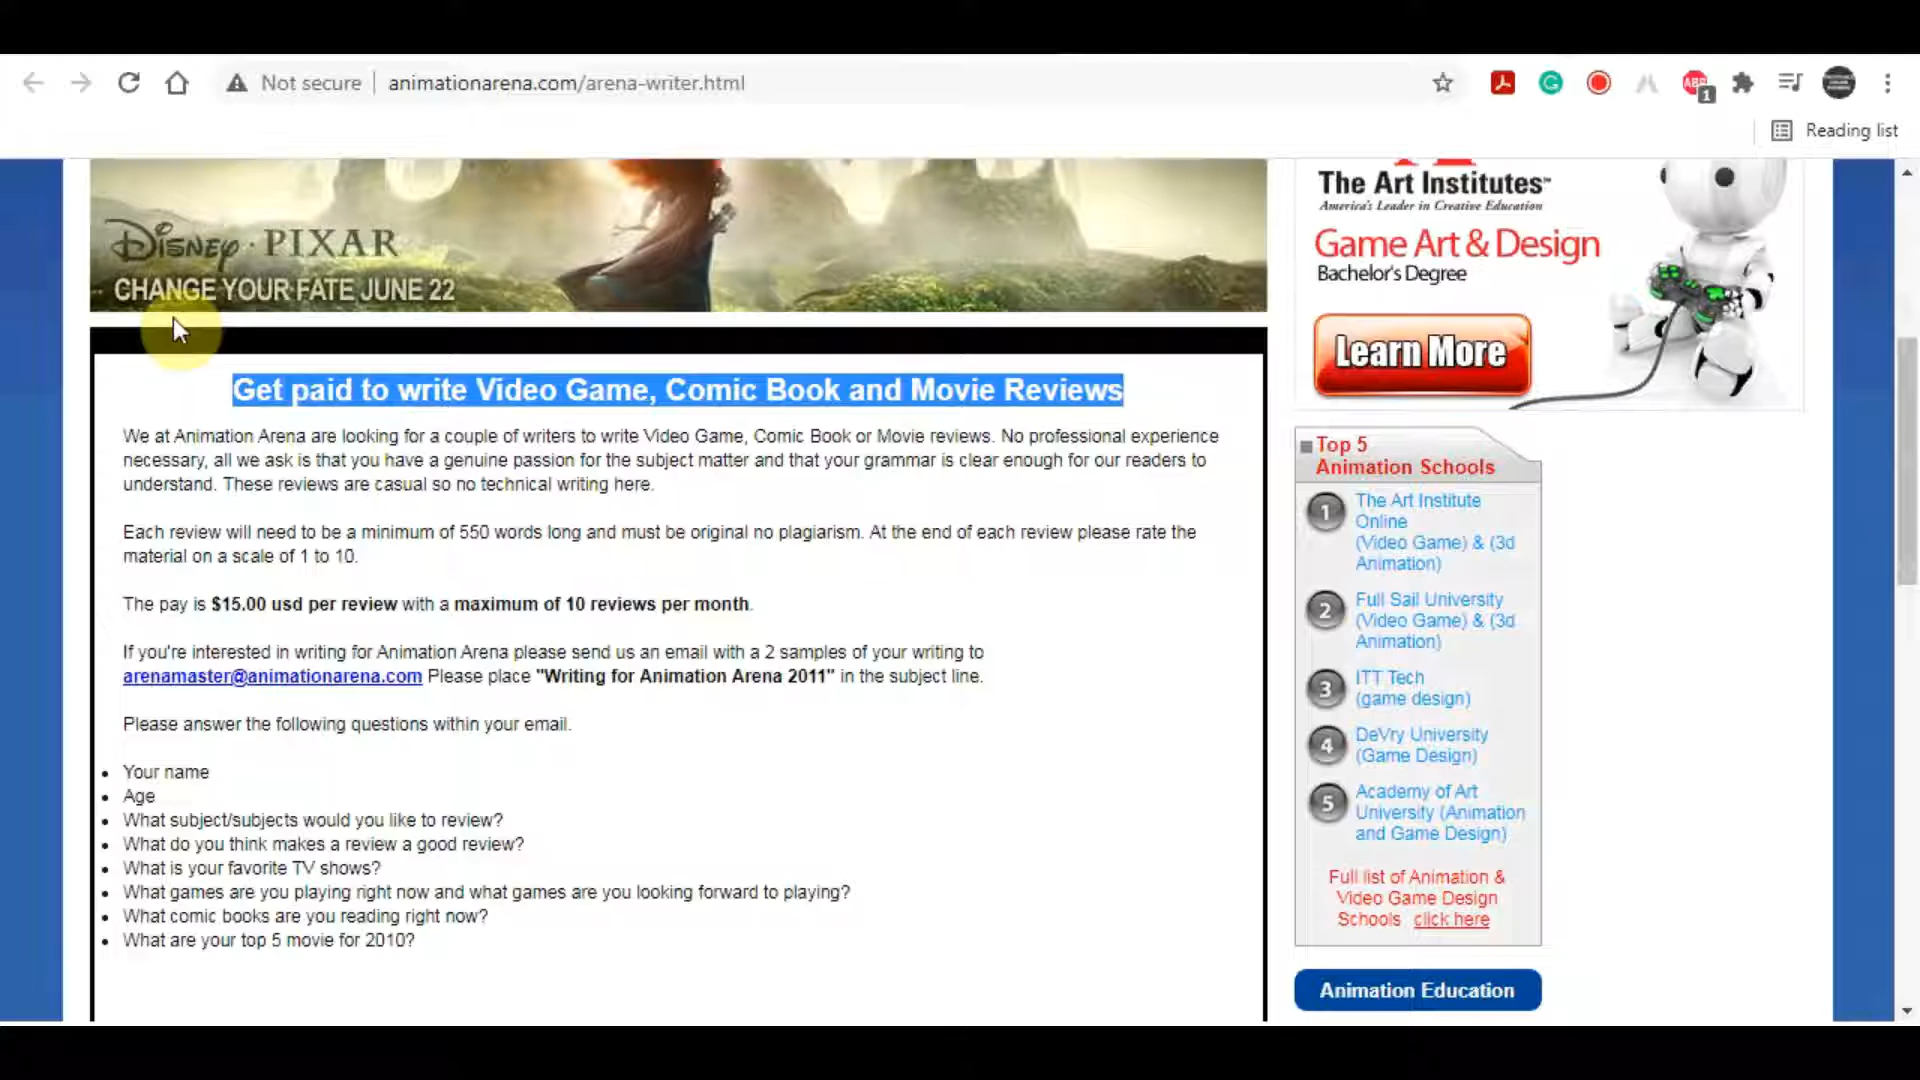 Not secure
animationarena.com/arena-writer.html
ABP
1
Reading list
DISNEY · PIXAR
CHANGE YOUR FATE JUNE 22
Get paid to write Video Game, Comic Book and Movie Reviews
We at Animation Arena are looking for a couple of writers to write Video Game, Comic Book or Movie reviews. No professional experience
necessary, all we ask is that you have a genuine passion for the subject matter and that your grammar is clear enough for our readers to
understand. These reviews are casual so no technical writing here.
Each review will need to be a minimum of 550 words long and must be original no plagiarism. At the end of each review please rate the
material on a scale of 1 to 10.
The pay is $15.00 usd per review with a maximum of 10 reviews per month.
If you're interested in writing for Animation Arena please send us an email with a 2 samples of your writing to
arenamaster@animationarena.com Please place "Writing for Animation Arena 2011" in the subject line.
Please answer the following questions within your email.
Your name
Age
What subject/subjects would you like to review?
What do you think makes a review a good review?
What is your favorite TV shows?
What games are you playing right now and what games are you looking forward to playing?
What comic books are you reading right now?
What are your top 5 movie for 2010?
The Art Institutes℠
America's Leader in Creative Education
Game Art & Design
Bachelor's Degree
Learn More
Top 5
Animation Schools
1 The Art Institute
Online
(Video Game) & (3d
Animation)
2 Full Sail University
(Video Game) & (3d
Animation)
3 ITT Tech
(game design)
4 DeVry University
(Game Design)
5 Academy of Art
University (Animation
and Game Design)
Full list of Animation &
Video Game Design
Schools click here
Animation Education